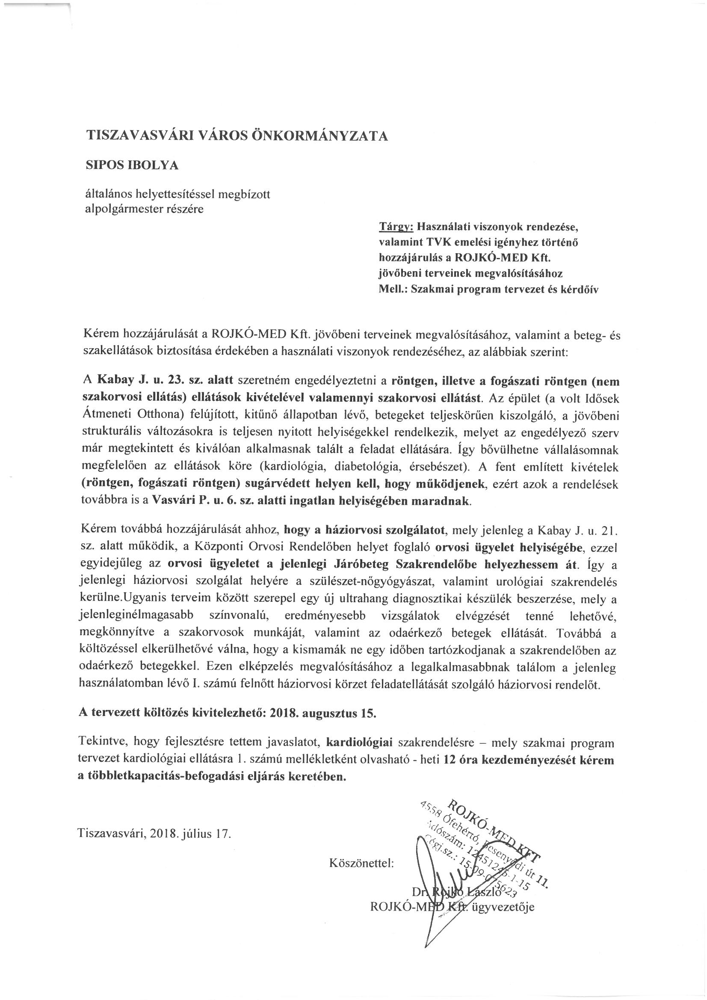 TISZAVASVÁRI VÁROS ÖNKORMÁNYZATA
SIPOS IBOLYA
általános helyettesítéssel megbízott
alpolgármester részére
Tárgy: Használati viszonyok rendezése,
valamint TVK emelési igényhez történő
hozzájárulás a ROJKÓ-MED Kft.
jövőbeni terveinek megvalósításához
Mell.: Szakmai program tervezet és kérdőív
Kérem hozzájárulását a ROJKÓ-MED Kft. jövőbeni terveinek megvalósításához, valamint a beteg- és
szakellátások biztosítása érdekében a használati viszonyok rendezéséhez, az alábbiak szerint:
A Kabay J. u. 23. sz. alatt szeretném engedélyeztetni a röntgen, illetve a fogászati röntgen (nem
szakorvosi ellátás) ellátások kivételével valamennyi szakorvosi ellátást. Az épület (a volt Idősek
Átmeneti Otthona) felújított, kitűnő állapotban lévő, betegeket teljeskörűen kiszolgáló, a jövőbeni
strukturális változásokra is teljesen nyitott helyiségekkel rendelkezik, melyet az engedélyező szerv
már megtekintett és kiválóan alkalmasnak talált a feladat ellátására. Így bővülhetne vállalásomnak
megfelelően az ellátások köre (kardiológia, diabetológia, érsebészet). A fent említett kivételek
(röntgen, fogászati röntgen) sugárvédett helyen kell, hogy működjenek, ezért azok a rendelések
továbbra is a Vasvári P. u. 6. sz. alatti ingatlan helyiségében maradnak.
Kérem továbbá hozzájárulását ahhoz, hogy a háziorvosi szolgálatot, mely jelenleg a Kabay J. u. 21.
sz. alatt működik, a Központi Orvosi Rendelőben helyet foglaló orvosi ügyelet helyiségébe, ezzel
egyidejűleg az orvosi ügyeletet a jelenlegi Járóbeteg Szakrendelőbe helyezhessem át. Így a
jelenlegi háziorvosi szolgálat helyére a szülészet-nőgyógyászat, valamint urológiai szakrendelés
kerülne.Ugyanis terveim között szerepel egy új ultrahang diagnosztikai készülék beszerzése, mely a
jelenleginélmagasabb színvonalú, eredményesebb vizsgálatok elvégzését tenné lehetővé,
megkönnyítve a szakorvosok munkáját, valamint az odaérkező betegek ellátását. Továbbá a
költözéssel elkerülhetővé válna, hogy a kismamák ne egy időben tartózkodjanak a szakrendelőben az
odaérkező betegekkel. Ezen elképzelés megvalósításához a legalkalmasabbnak találom a jelenleg
használatomban lévő I. számú felnőtt háziorvosi körzet feladatellátását szolgáló háziorvosi rendelőt.
A tervezett költözés kivitelezhető: 2018. augusztus 15.
Tekintve, hogy fejlesztésre tettem javaslatot, kardiológiai szakrendelésre – mely szakmai program
tervezet kardiológiai ellátásra 1. számú mellékletként olvasható - heti 12 óra kezdeményezését kérem
a többletkapacitás-befogadási eljárás keretében.
Tiszavasvári, 2018. július 17.
ROJKÓ-MED KFT
4558 Ófehértó, Besenyődi út 11.
Adószám: 12451245-1-15
Cégj.sz.: 15-09-075623
Köszönettel:
Dr. Rojkó László
ROJKÓ-MED Kft. ügyvezetője